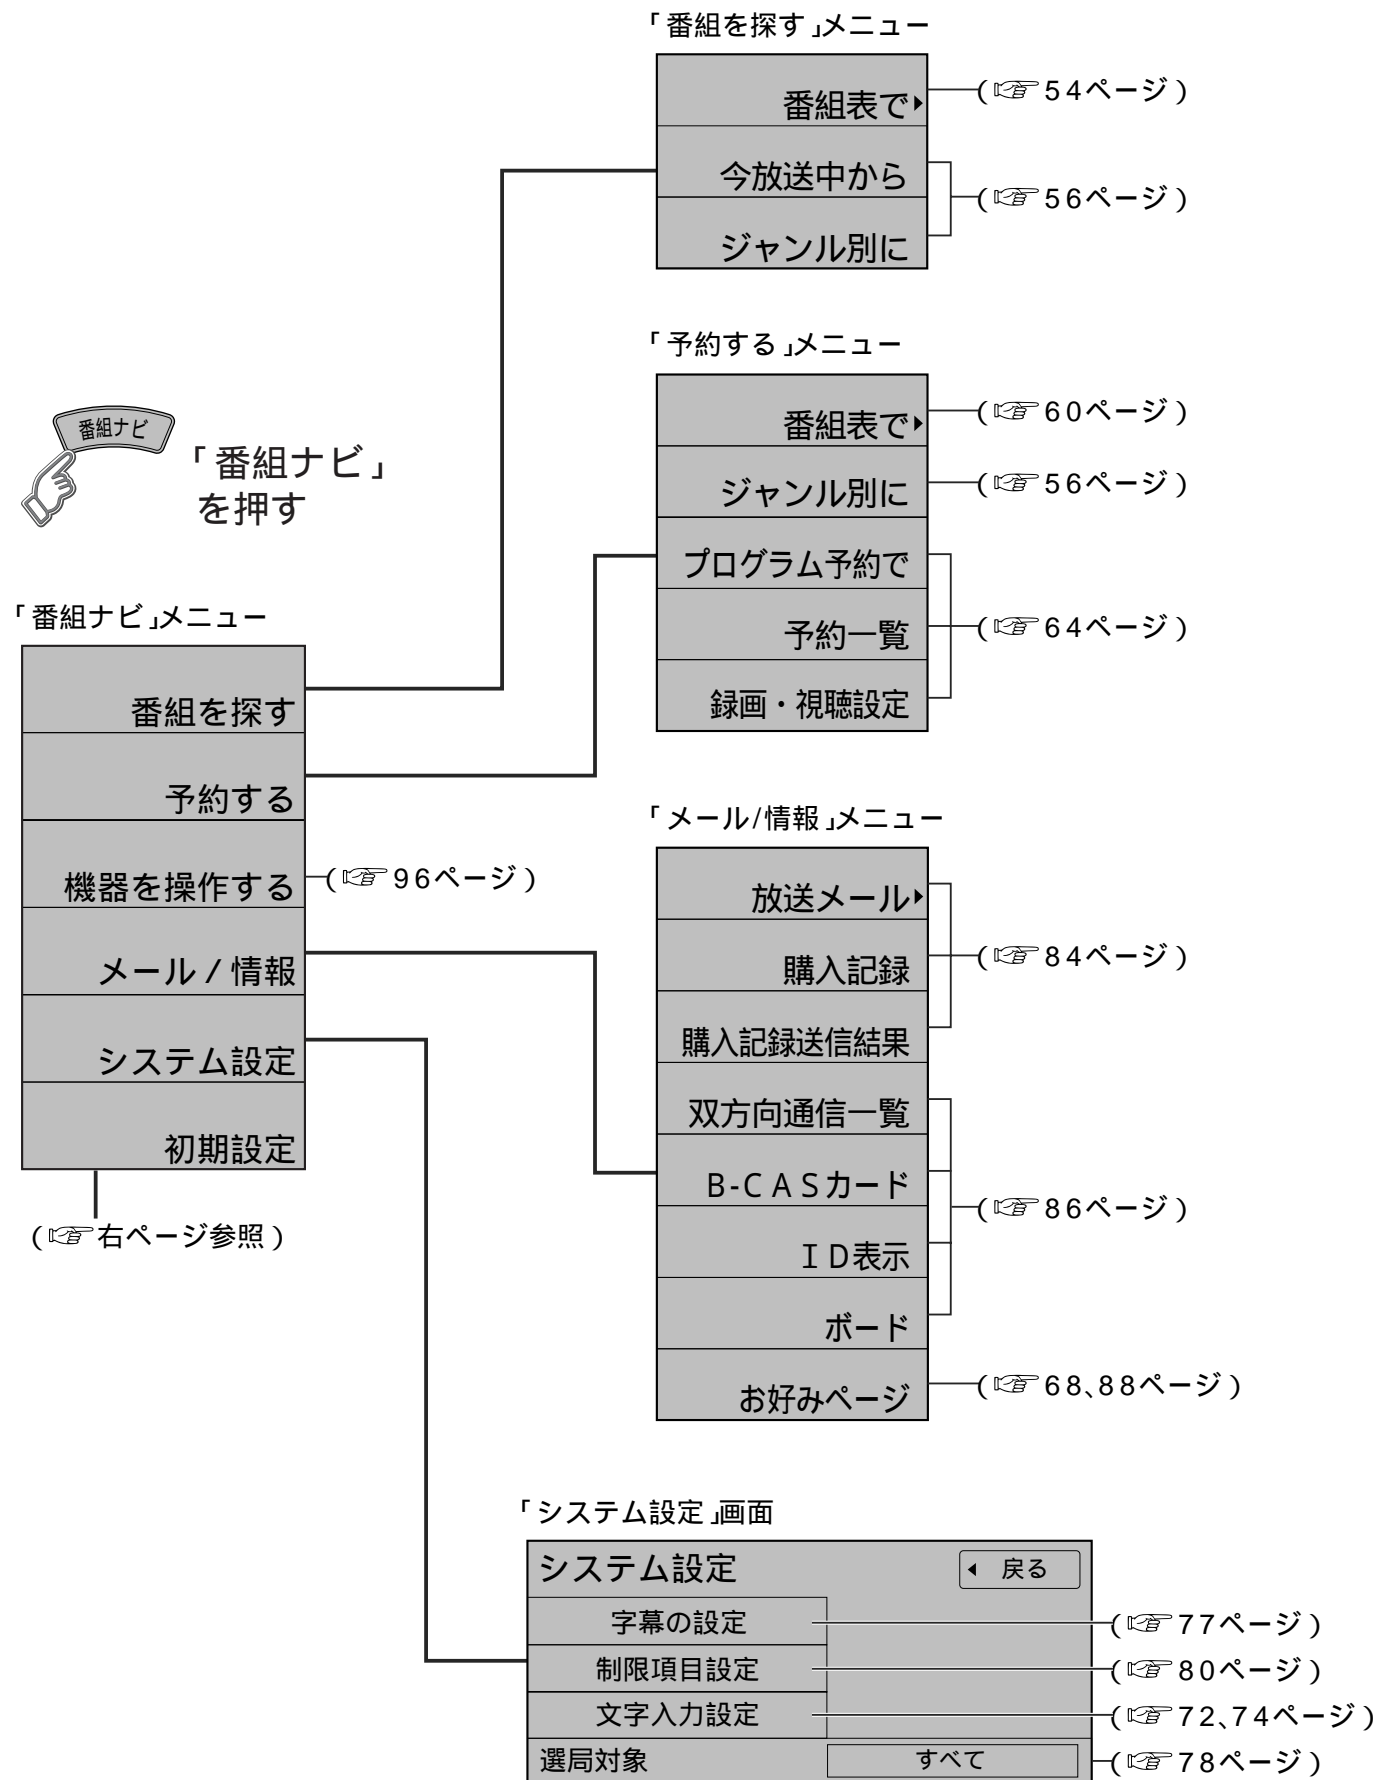 「番組を探す」メニュー
番組表で
(☞54ページ)
今放送中から
(☞56ページ)
ジャンル別に
「予約する」メニュー
番組表で
(☞60ページ)
ジャンル別に
(☞56ページ)
プログラム予約で
予約一覧
(☞64ページ)
録画・視聴設定
番組ナビ
「番組ナビ」
を押す
「番組ナビ」メニュー
番組を探す
予約する
機器を操作する
(☞96ページ)
メール/情報
システム設定
初期設定
(☞右ページ参照)
「メール/情報」メニュー
放送メール
購入記録
(☞84ページ)
購入記録送信結果
双方向通信一覧
B-CASカード
(☞86ページ)
ID表示
ボード
お好みページ
(☞68、88ページ)
「システム設定」画面
システム設定
戻る
字幕の設定
(☞77ページ)
制限項目設定
(☞80ページ)
文字入力設定
(☞72、74ページ)
選局対象
すべて
(☞78ページ)